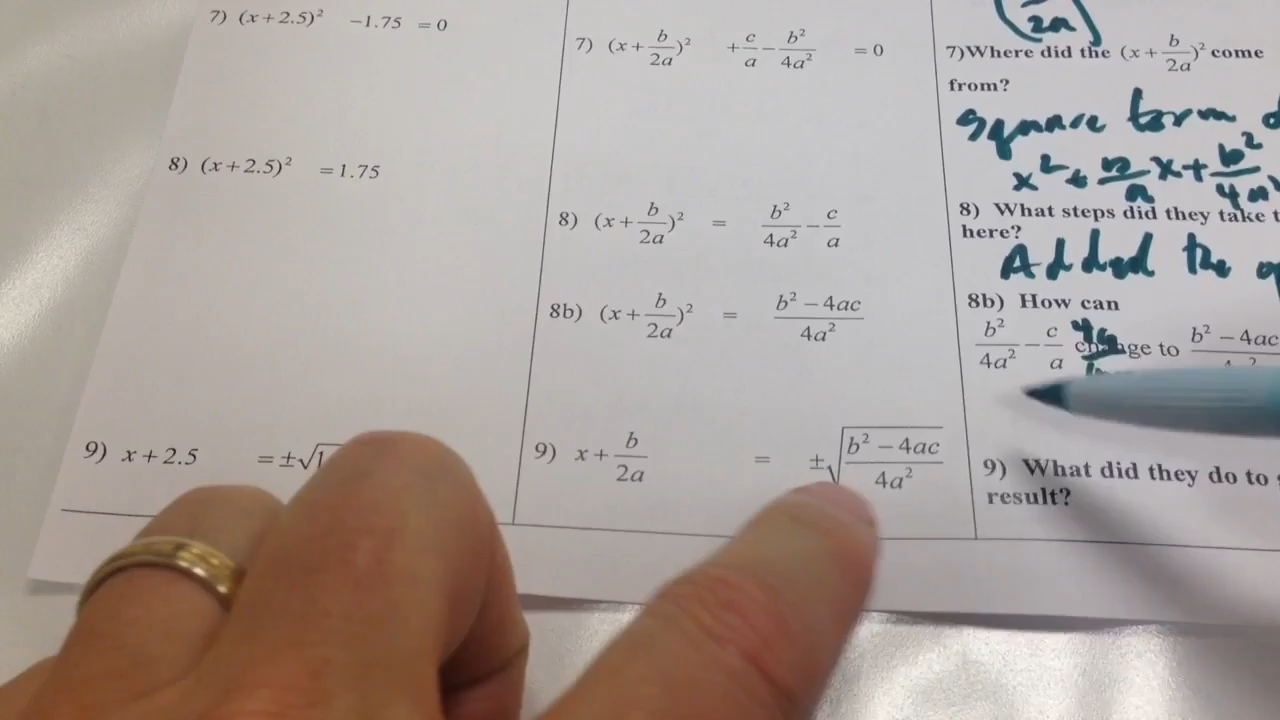 7) (x+2.5)² −1.75 = 0
8) (x+2.5)² = 1.75
9) x+2.5 = ±√1
7) (x+b/2a)² +c/a−b²/4a² = 0
8) (x+b/2a)² = b²/4a²−c/a
8b) (x+b/2a)² = b²−4ac/4a²
9) x+b/2a = ±√b²−4ac/4a²
2a
7)Where did the (x+b/2a)² come
from?
square form
x²+b/a x+b²/4a²
8) What steps did they take
here?
Added the
8b) How can
b²/4a²−c/a change to b²−4ac
9) What did they do to
result?